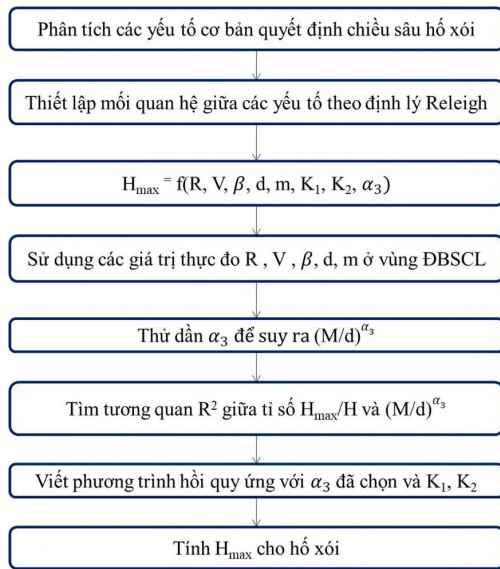 Phân tích các yếu tố cơ bản quyết định chiều sâu hố xói
Thiết lập mối quan hệ giữa các yếu tố theo định lý Releigh
H_max = f(R, V, β, d, m, K₁, K₂, α₃)
Sử dụng các giá trị thực đo R , V , β, d, m ở vùng ĐBSCL
Thử dần α₃ để suy ra (M/d)^α₃
Tìm tương quan R² giữa tỉ số H_max/H và (M/d)^α₃
Viết phương trình hồi quy ứng với α₃ đã chọn và K₁, K₂
Tính H_max cho hố xói